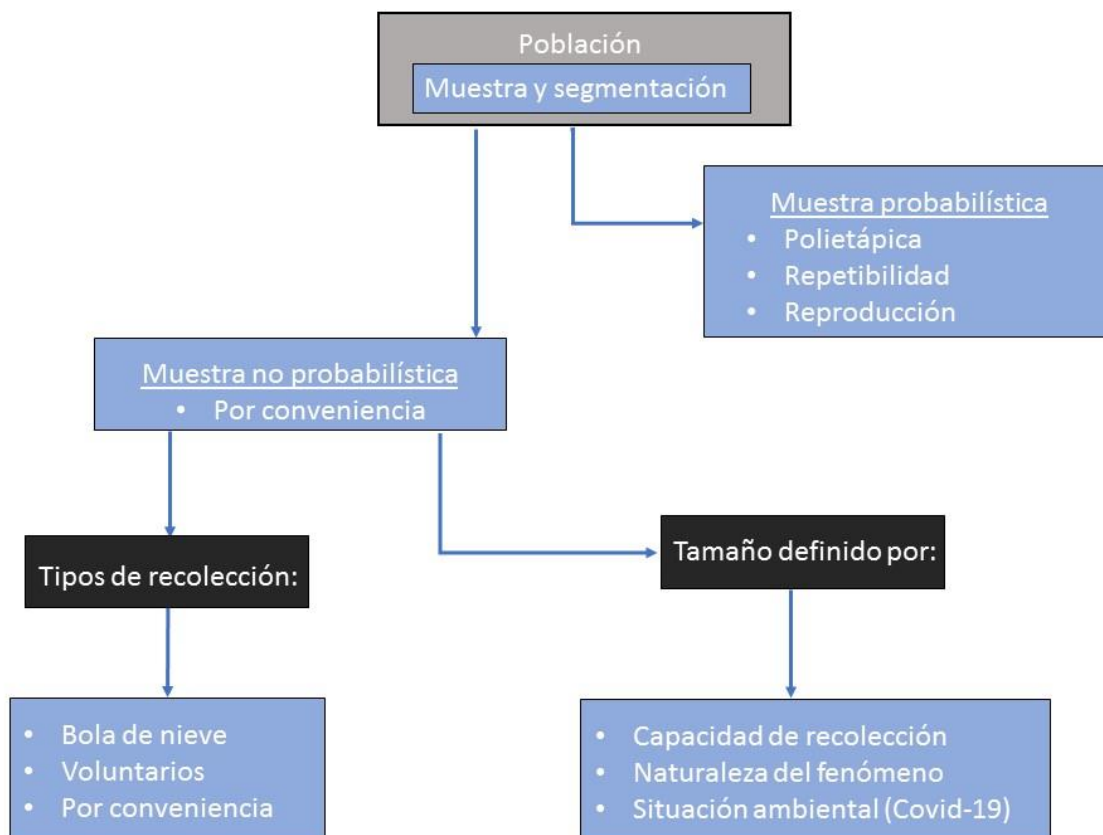 Población
Muestra y segmentación
Muestra probabilística
• Polietápica
• Repetibilidad
• Reproducción
Muestra no probabilística
• Por conveniencia
Tipos de recolección:
Tamaño definido por:
• Bola de nieve
• Voluntarios
• Por conveniencia
• Capacidad de recolección
• Naturaleza del fenómeno
• Situación ambiental (Covid-19)